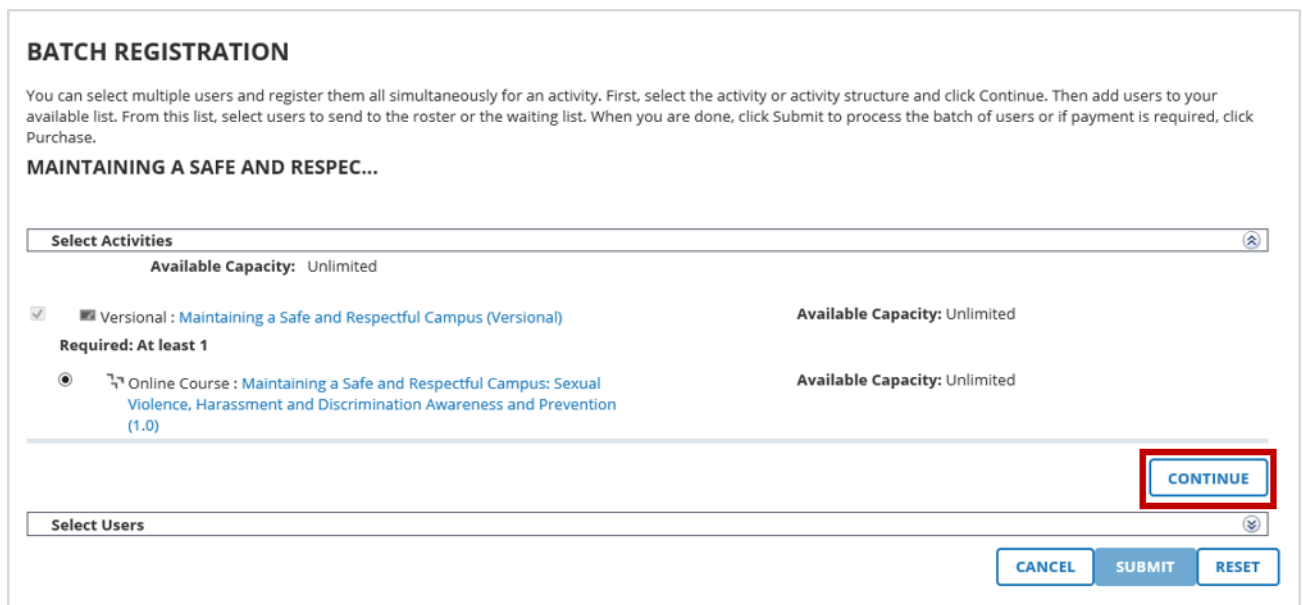 BATCH REGISTRATION
You can select multiple users and register them all simultaneously for an activity. First, select the activity or activity structure and click Continue. Then add users to your
available list. From this list, select users to send to the roster or the waiting list. When you are done, click Submit to process the batch of users or if payment is required, click
Purchase.
MAINTAINING A SAFE AND RESPEC...
Select Activities
Available Capacity: Unlimited
Versional : Maintaining a Safe and Respectful Campus (Versional) Available Capacity: Unlimited
Required: At least 1
Online Course : Maintaining a Safe and Respectful Campus: Sexual Available Capacity: Unlimited
Violence, Harassment and Discrimination Awareness and Prevention
(1.0)
CONTINUE
Select Users
CANCEL SUBMIT RESET